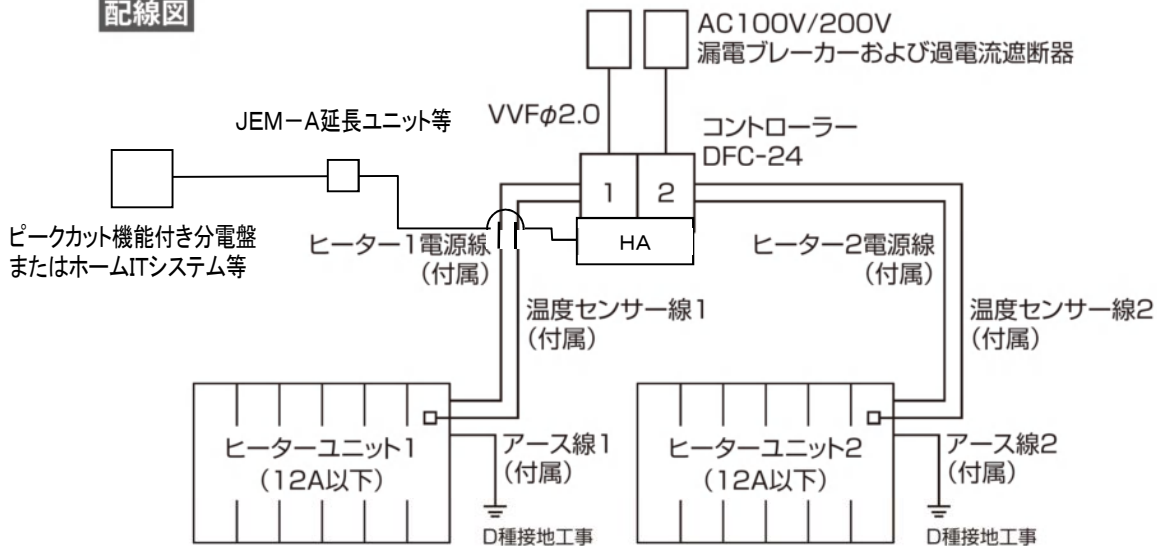 配線図
AC100V/200V
漏電ブレーカーおよび過電流遮断器
VVFφ2.0
JEM-A延長ユニット等
コントローラー
DFC-24
1
2
HA
ピークカット機能付き分電盤
またはホームITシステム等
ヒーター1電源線
(付属)
ヒーター2電源線
(付属)
温度センサー線1
(付属)
温度センサー線2
(付属)
ヒーターユニット1
(12A以下)
アース線1
(付属)
ヒーターユニット2
(12A以下)
アース線2
(付属)
D種接地工事
D種接地工事